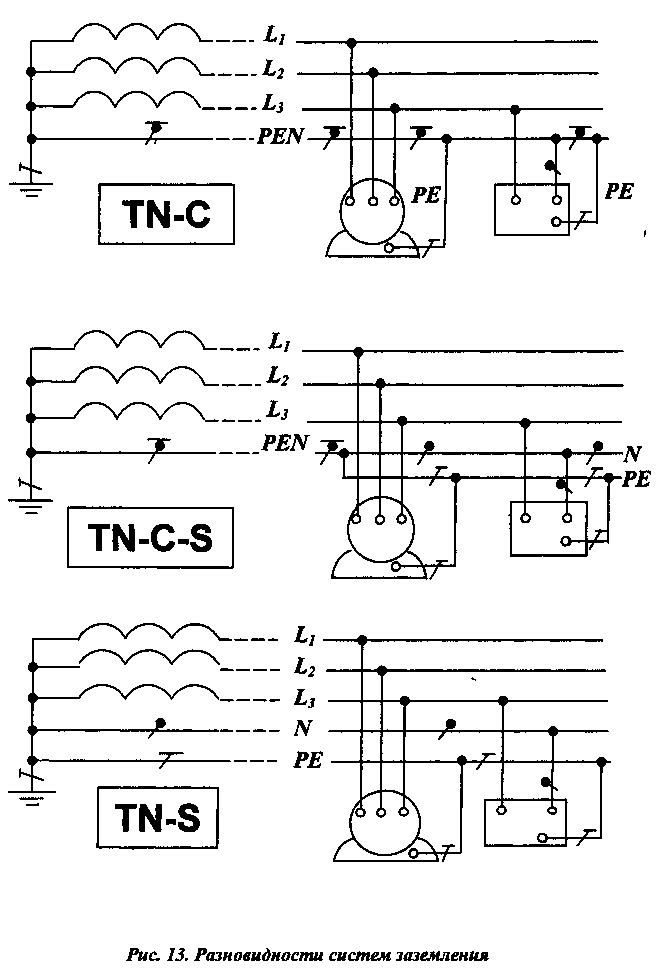 L1
L2
L3
PEN
PE
PE
TN-C
L1
L2
L3
PEN
N
PE
TN-C-S
L1
L2
L3
N
PE
TN-S
Рис. 13. Разновидности систем заземления